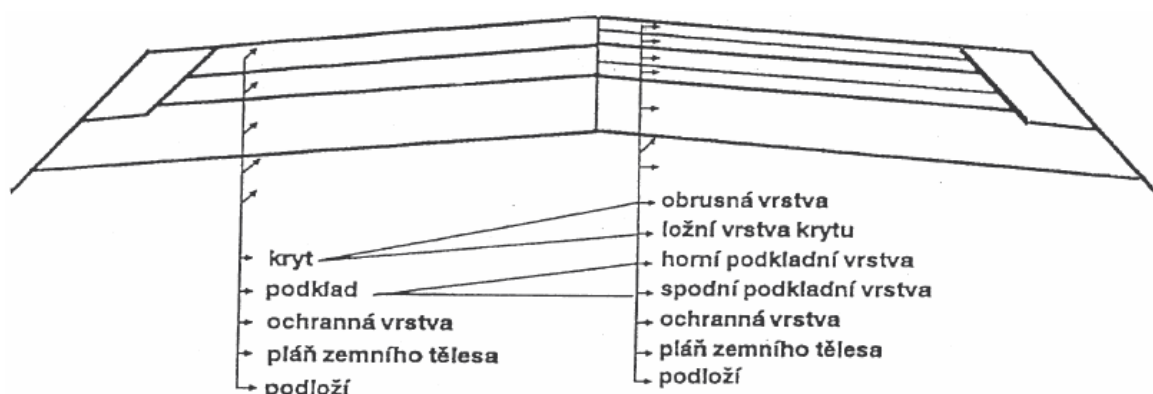 kryt
podklad
ochranná vrstva
pláň zemního tělesa
podloží
obrusná vrstva
ložní vrstva krytu
horní podkladní vrstva
spodní podkladní vrstva
ochranná vrstva
pláň zemního tělesa
podloží